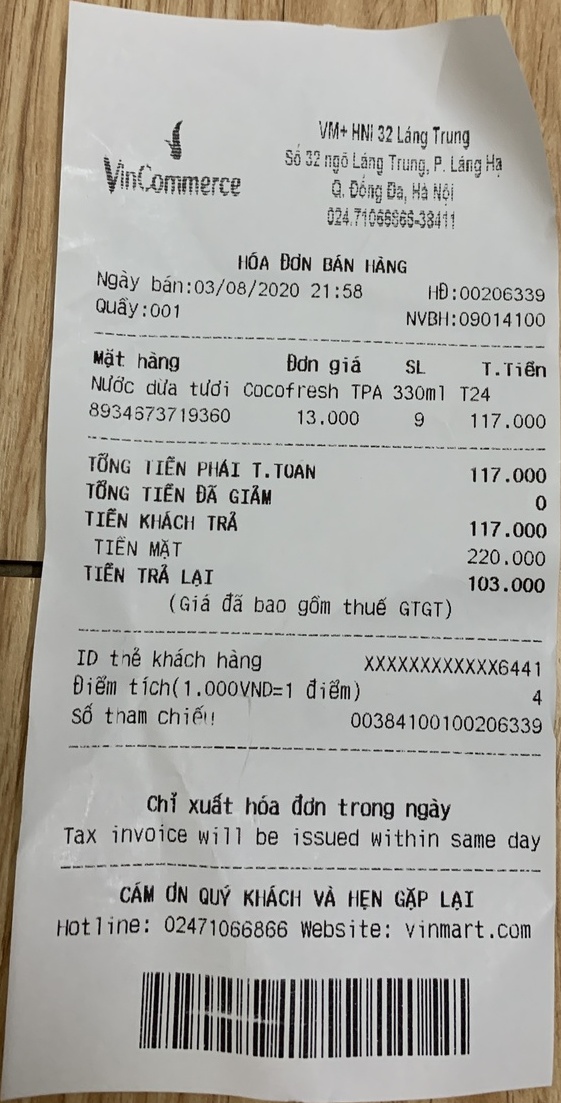 VinCommerce
VM+ HNI 32 Láng Trung
Số 32 ngõ Láng Trung, P. Láng Hạ
Q. Đống Đa, Hà Nội
024.71066866-38411
HÓA ĐƠN BÁN HÀNG
Ngày bán:03/08/2020 21:58 HĐ:00206339
Quầy:001 NVBH:09014100
Mặt hàng Đơn giá SL T.Tiền
Nước dừa tươi Cocofresh TPA 330ml T24
8934673719360 13.000 9 117.000
TỔNG TIỀN PHẢI T.TOÁN 117.000
TỔNG TIỀN ĐÃ GIẢM 0
TIỀN KHÁCH TRẢ 117.000
TIỀN MẶT 220.000
TIỀN TRẢ LẠI 103.000
(Giá đã bao gồm thuế GTGT)
ID thẻ khách hàng XXXXXXXXXXXX6441
Điểm tích(1.000VND=1 điểm) 4
Số tham chiếu 00384100100206339
Chỉ xuất hóa đơn trong ngày
Tax invoice will be issued within same day
CẢM ƠN QUÝ KHÁCH VÀ HẸN GẶP LẠI
Hotline: 02471066866 Website: vinmart.com